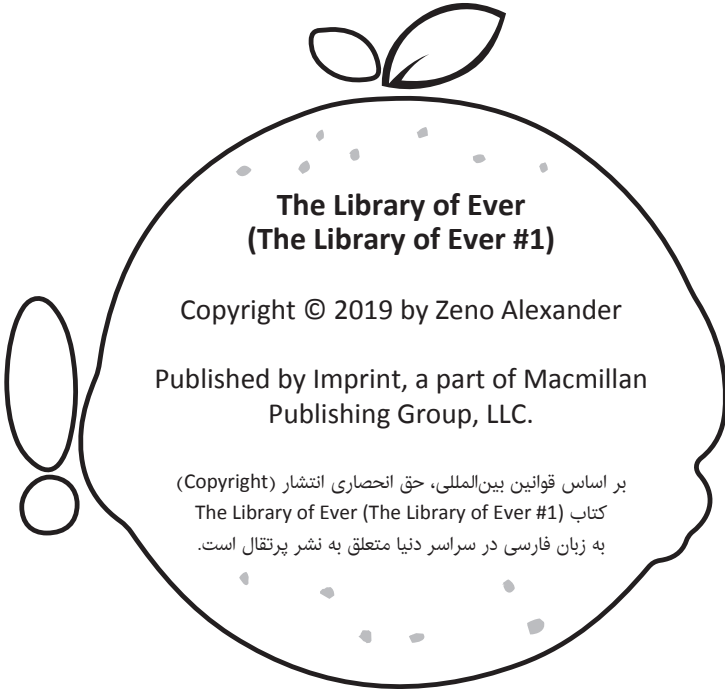 The Library of Ever
(The Library of Ever #1)
Copyright © 2019 by Zeno Alexander
Published by Imprint, a part of Macmillan
Publishing Group, LLC.
بر اساس قوانین بین‌المللی، حق انحصاری انتشار (Copyright)
کتاب The Library of Ever (The Library of Ever #1)
به زبان فارسی در سراسر دنیا متعلق به نشر پرتقال است.